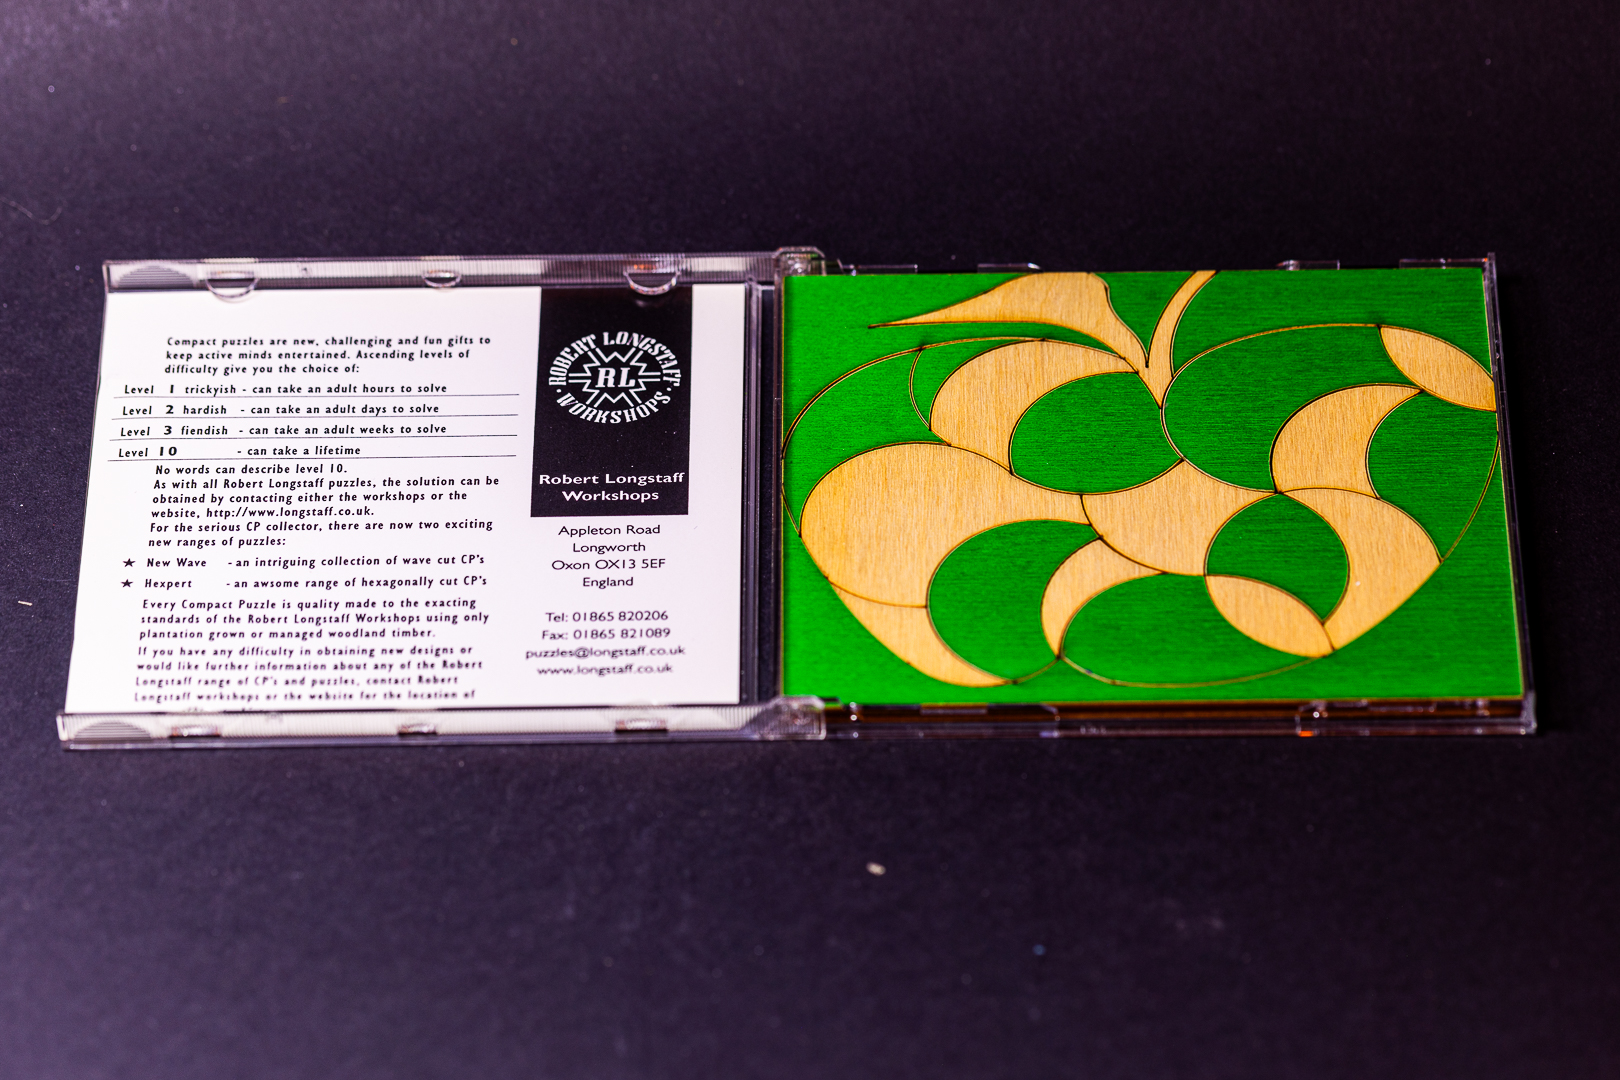 Compact puzzles are new, challenging and fun gifts to
keep active minds entertained. Ascending levels of
difficulty give you the choice of:
Level 1 trickyish - can take an adult hours to solve
Level 2 hardish - can take an adult days to solve
Level 3 fiendish - can take an adult weeks to solve
Level 10 - can take a lifetime
No words can describe level 10.
As with all Robert Longstaff puzzles, the solution can be
obtained by contacting either the workshops or the
website, http://www.longstaff.co.uk.
For the serious CP collector, there are now two exciting
new ranges of puzzles:
★ New Wave - an intriguing collection of wave cut CP's
★ Hexpert - an awsome range of hexagonally cut CP's
Every Compact Puzzle is quality made to the exacting
standards of the Robert Longstaff Workshops using only
plantation grown or managed woodland timber.
If you have any difficulty in obtaining new designs or
would like further information about any of the Robert
Longstaff range of CP's and puzzles, contact Robert
Longstaff workshops or the website for the location of
ROBERT LONGSTAFF
RL
· WORKSHOPS ·
Robert Longstaff
Workshops
Appleton Road
Longworth
Oxon OX13 5EF
England
Tel: 01865 820206
Fax: 01865 821089
puzzles@longstaff.co.uk
www.longstaff.co.uk